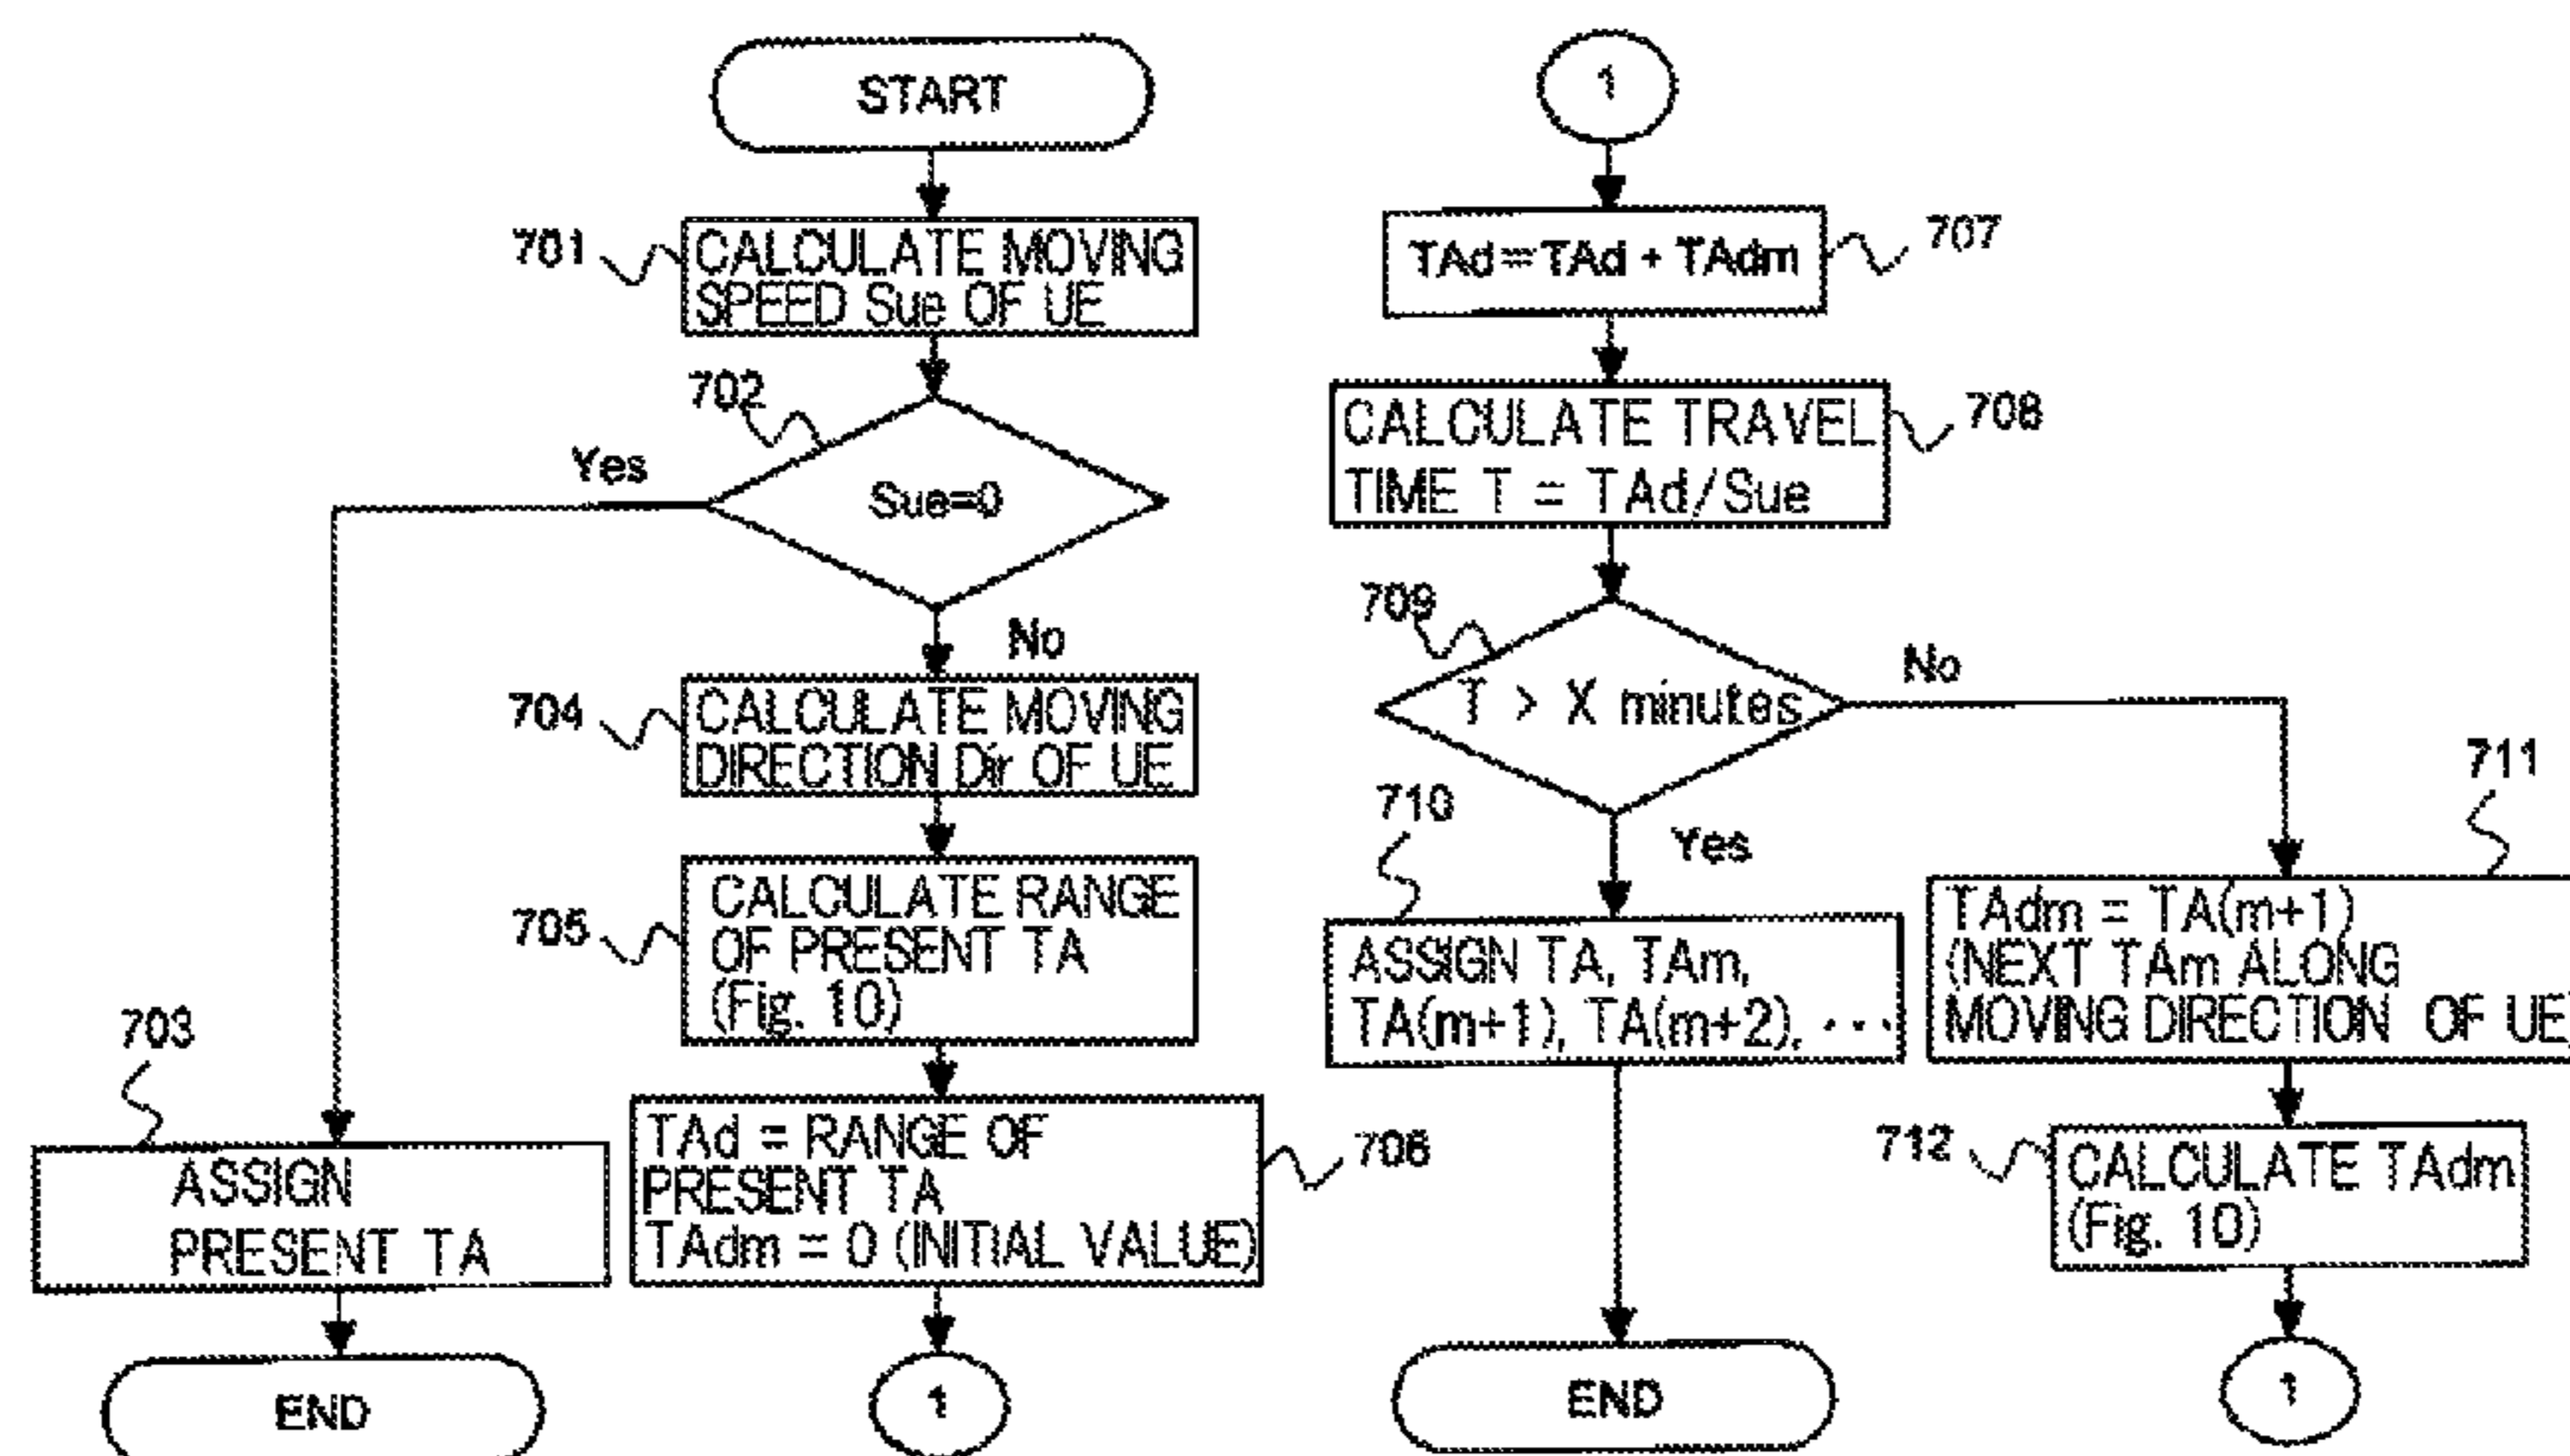 START
701
CALCULATE MOVING
SPEED Sue OF UE
702
Yes
Sue=0
No
704
CALCULATE MOVING
DIRECTION Dir OF UE
705
CALCULATE RANGE
OF PRESENT TA
(Fig. 10)
703
ASSIGN
PRESENT TA
TAd = RANGE OF
PRESENT TA
TAdm = 0 (INITIAL VALUE)
706
END
1
1
TAd = TAd + TAdm
707
CALCULATE TRAVEL
TIME T = TAd/Sue
708
709
T > X minutes
No
Yes
710
ASSIGN TA, TAm,
TA(m+1), TA(m+2), ···
711
TAdm = TA(m+1)
(NEXT TAm ALONG
MOVING DIRECTION OF UE)
712
CALCULATE TAdm
(Fig. 10)
END
1